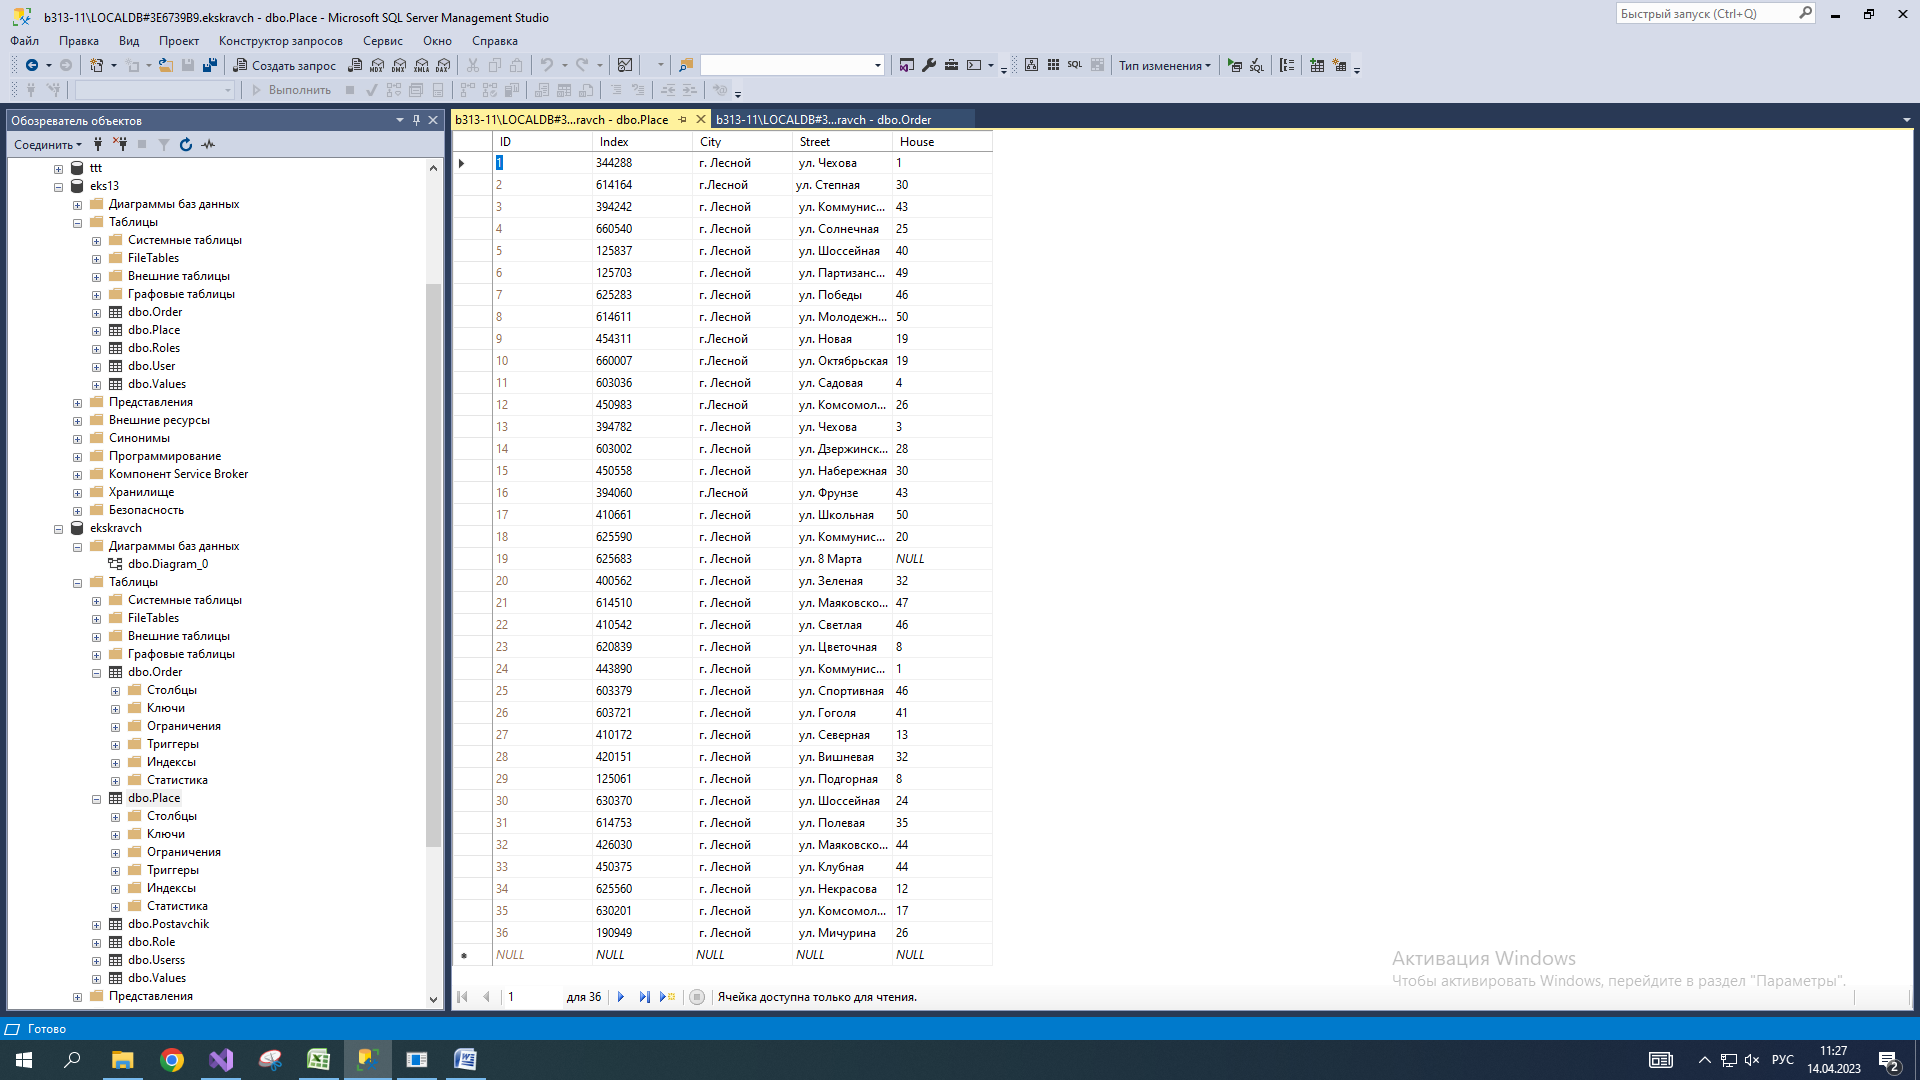 b313-11\LOCALDB#3E6739B9.ekskravch - dbo.Place - Microsoft SQL Server Management Studio
Быстрый запуск (Ctrl+Q)
Файл Правка Вид Проект Конструктор запросов Сервис Окно Справка
Создать запрос MDX DMX XMLA DAX SQL Тип изменения
Выполнить
Обозреватель объектов
Соединить
ttt
eks13
Диаграммы баз данных
Таблицы
Системные таблицы
FileTables
Внешние таблицы
Графовые таблицы
dbo.Order
dbo.Place
dbo.Roles
dbo.User
dbo.Values
Представления
Внешние ресурсы
Синонимы
Программирование
Компонент Service Broker
Хранилище
Безопасность
ekskravch
Диаграммы баз данных
dbo.Diagram_0
Таблицы
Системные таблицы
FileTables
Внешние таблицы
Графовые таблицы
dbo.Order
Столбцы
Ключи
Ограничения
Триггеры
Индексы
Статистика
dbo.Place
Столбцы
Ключи
Ограничения
Триггеры
Индексы
Статистика
dbo.Postavchik
dbo.Role
dbo.Userss
dbo.Values
Представления
b313-11\LOCALDB#3...ravch - dbo.Place b313-11\LOCALDB#3...ravch - dbo.Order
ID Index City Street House
1 344288 г. Лесной ул. Чехова 1
2 614164 г.Лесной ул. Степная 30
3 394242 г. Лесной ул. Коммунис... 43
4 660540 г. Лесной ул. Солнечная 25
5 125837 г. Лесной ул. Шоссейная 40
6 125703 г. Лесной ул. Партизанс... 49
7 625283 г. Лесной ул. Победы 46
8 614611 г. Лесной ул. Молодежн... 50
9 454311 г.Лесной ул. Новая 19
10 660007 г.Лесной ул. Октябрьская 19
11 603036 г. Лесной ул. Садовая 4
12 450983 г.Лесной ул. Комсомол... 26
13 394782 г. Лесной ул. Чехова 3
14 603002 г. Лесной ул. Дзержинск... 28
15 450558 г. Лесной ул. Набережная 30
16 394060 г.Лесной ул. Фрунзе 43
17 410661 г. Лесной ул. Школьная 50
18 625590 г. Лесной ул. Коммунис... 20
19 625683 г. Лесной ул. 8 Марта NULL
20 400562 г. Лесной ул. Зеленая 32
21 614510 г. Лесной ул. Маяковско... 47
22 410542 г. Лесной ул. Светлая 46
23 620839 г. Лесной ул. Цветочная 8
24 443890 г. Лесной ул. Коммунис... 1
25 603379 г. Лесной ул. Спортивная 46
26 603721 г. Лесной ул. Гоголя 41
27 410172 г. Лесной ул. Северная 13
28 420151 г. Лесной ул. Вишневая 32
29 125061 г. Лесной ул. Подгорная 8
30 630370 г. Лесной ул. Шоссейная 24
31 614753 г. Лесной ул. Полевая 35
32 426030 г. Лесной ул. Маяковско... 44
33 450375 г. Лесной ул. Клубная 44
34 625560 г. Лесной ул. Некрасова 12
35 630201 г. Лесной ул. Комсомол... 17
36 190949 г. Лесной ул. Мичурина 26
NULL NULL NULL NULL NULL
1 для 36 Ячейка доступна только для чтения.
Активация Windows
Чтобы активировать Windows, перейдите в раздел "Параметры".
Готово
РУС 11:27
14.04.2023
2